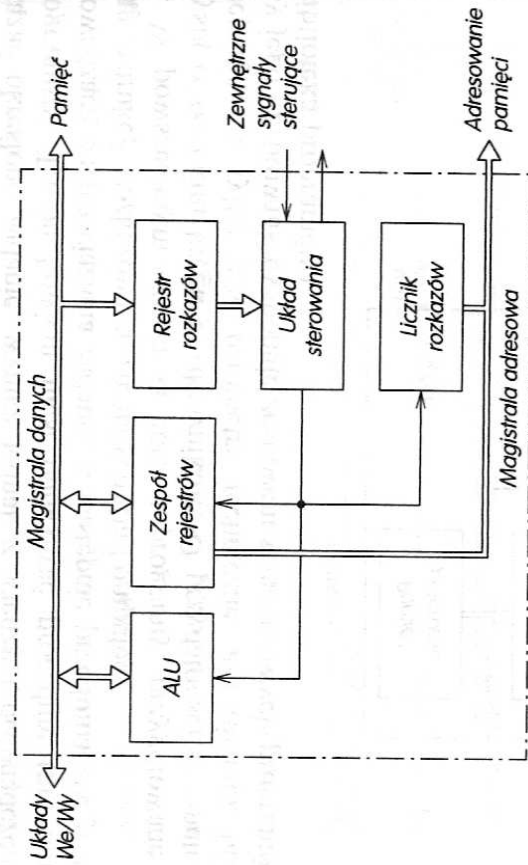 Układy
We/Wy
Magistrala danych
Pamięć
ALU
Zespół
rejestrów
Rejestr
rozkazów
Układ
sterowania
Zewnętrzne
sygnały
sterujące
Licznik
rozkazów
Magistrala adresowa
Adresowanie
pamięci